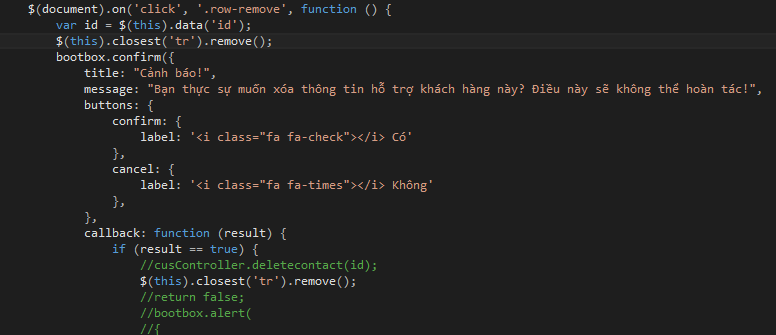 $(document).on('click', '.row-remove', function () {
    var id = $(this).data('id');
    $(this).closest('tr').remove();
    bootbox.confirm({
        title: "Cảnh báo!",
        message: "Bạn thực sự muốn xóa thông tin hỗ trợ khách hàng này? Điều này sẽ không thể hoàn tác!",
        buttons: {
            confirm: {
                label: '<i class="fa fa-check"></i> Có'
            },
            cancel: {
                label: '<i class="fa fa-times"></i> Không'
            },
        },
        callback: function (result) {
            if (result == true) {
                //cusController.deletecontact(id);
                $(this).closest('tr').remove();
                //return false;
                //bootbox.alert(
                //{